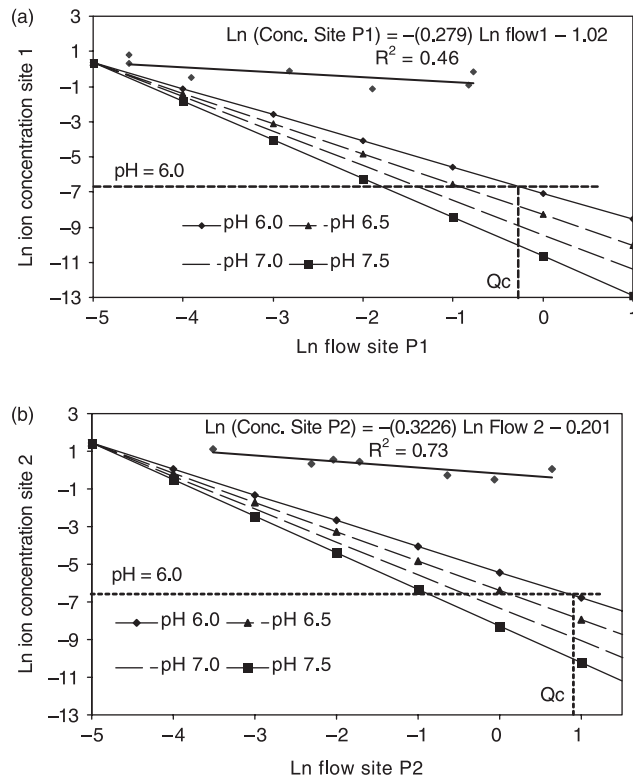 (a)
Ln (Conc. Site P1) = –(0.279) Ln flow1 – 1.02
R² = 0.46
3
1
–1
–3
–5
–7
–9
–11
–13
Ln ion concentration site 1
pH = 6.0
pH 6.0
pH 6.5
pH 7.0
pH 7.5
Qc
–5
–4
–3
–2
–1
0
1
Ln flow site P1
(b)
Ln (Conc. Site P2) = –(0.3226) Ln Flow 2 – 0.201
R² = 0.73
3
1
–1
–3
–5
–7
–9
–11
–13
Ln ion concentration site 2
pH = 6.0
pH 6.0
pH 6.5
pH 7.0
pH 7.5
Qc
–5
–4
–3
–2
–1
0
1
Ln flow site P2